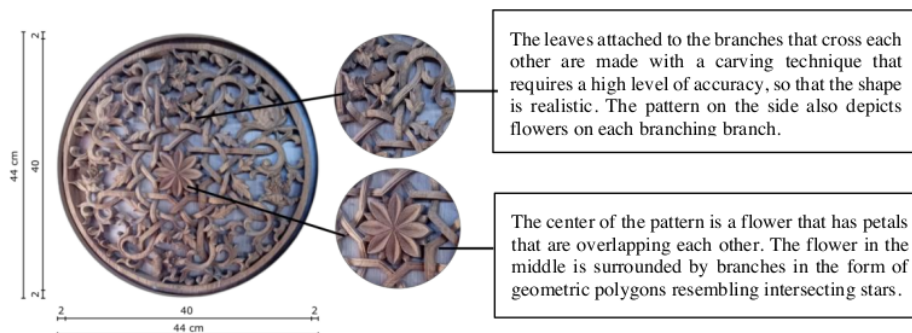 The leaves attached to the branches that cross each
other are made with a carving technique that
requires a high level of accuracy, so that the shape
is realistic. The pattern on the side also depicts
flowers on each branching branch.
The center of the pattern is a flower that has petals
that are overlapping each other. The flower in the
middle is surrounded by branches in the form of
geometric polygons resembling intersecting stars.
2
44 cm
40
2
2 40 2
44 cm